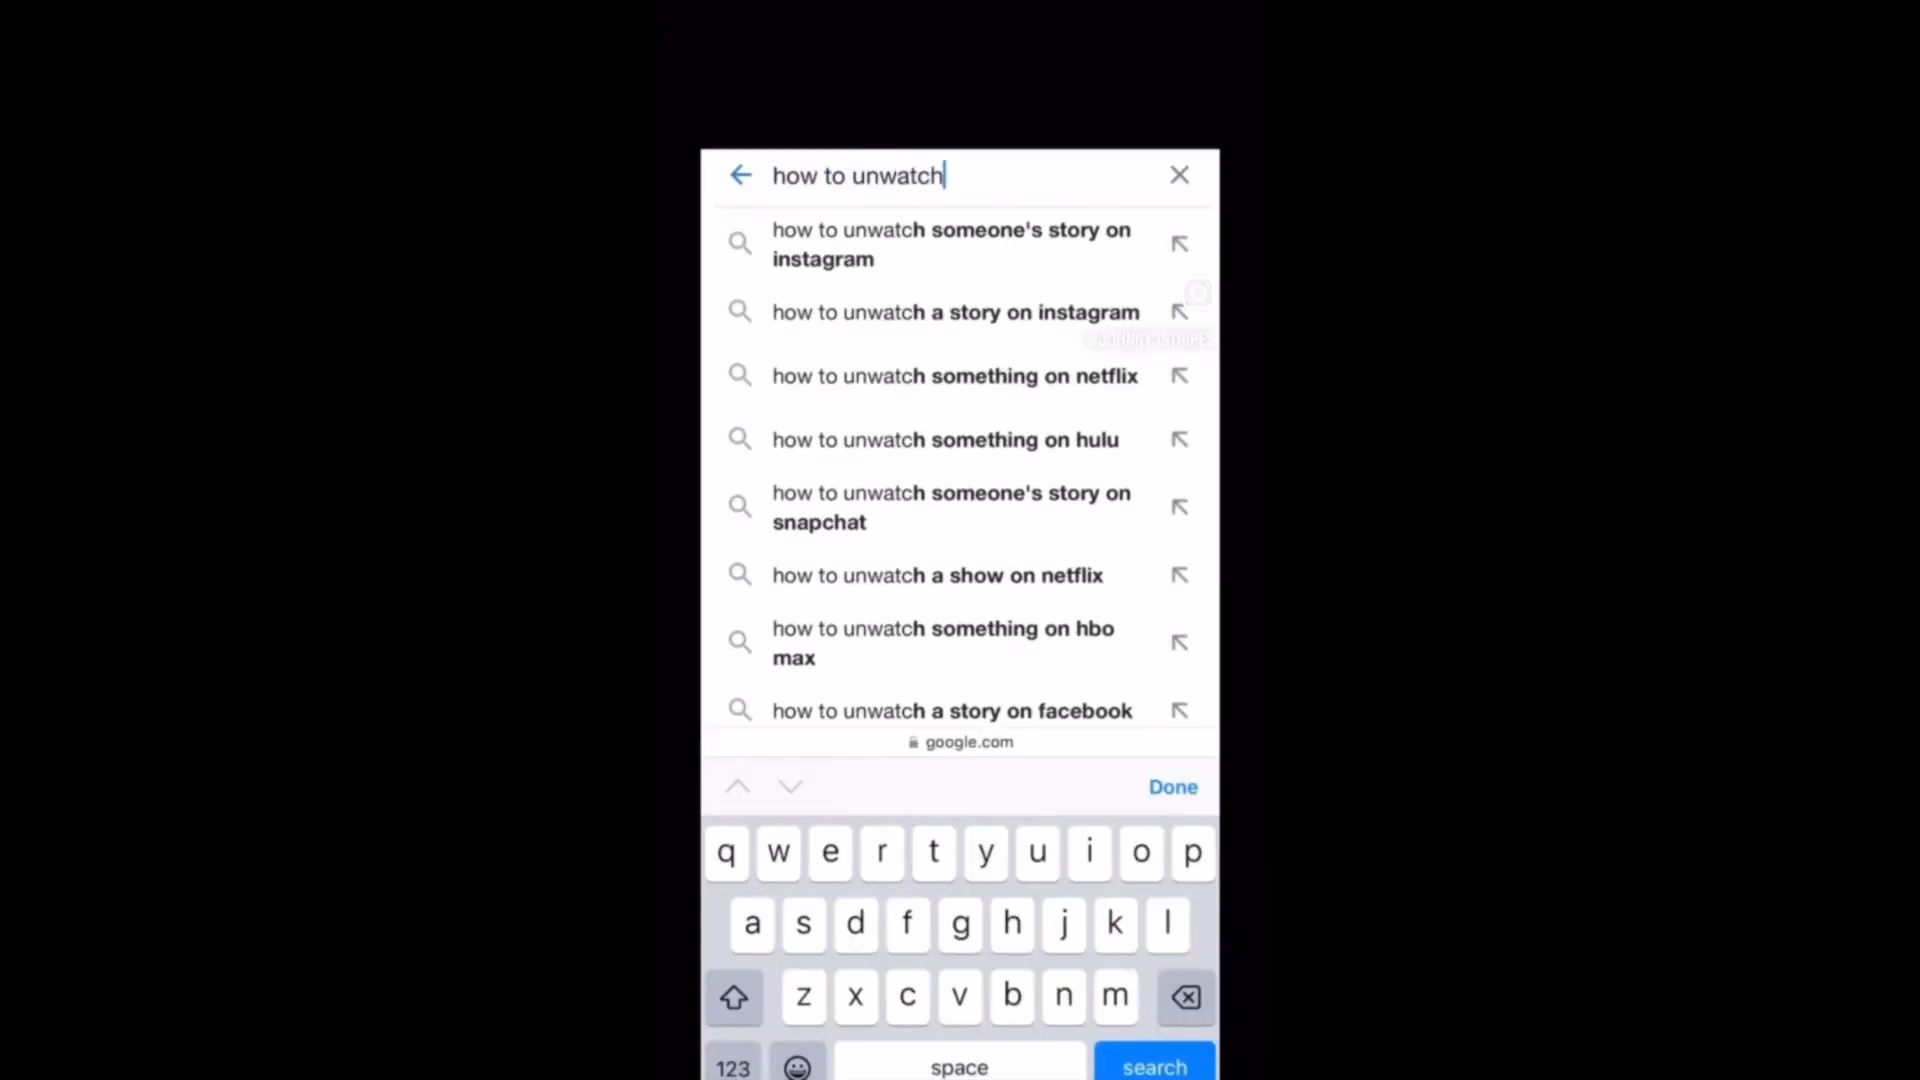 how to unwatch
how to unwatch someone's story on
instagram
how to unwatch a story on instagram
how to unwatch something on netflix
how to unwatch something on hulu
how to unwatch someone's story on
snapchat
how to unwatch a show on netflix
how to unwatch something on hbo
max
how to unwatch a story on facebook
google.com
Done
q w e r t y u i o p
a s d f g h j k l
z x c v b n m
123 space search